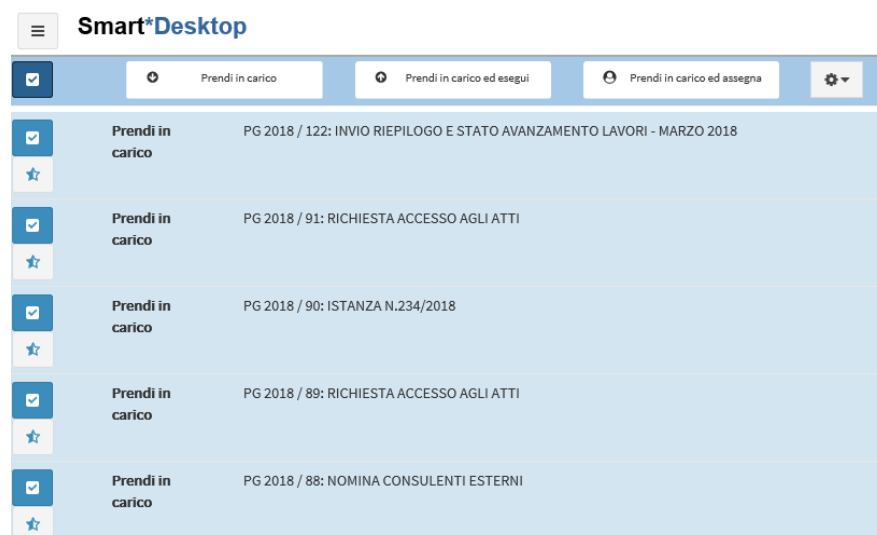 Smart*Desktop
Prendi in carico
Prendi in carico ed esegui
Prendi in carico ed assegna
Prendi in
carico
PG 2018 / 122: INVIO RIEPILOGO E STATO AVANZAMENTO LAVORI - MARZO 2018
Prendi in
carico
PG 2018 / 91: RICHIESTA ACCESSO AGLI ATTI
Prendi in
carico
PG 2018 / 90: ISTANZA N.234/2018
Prendi in
carico
PG 2018 / 89: RICHIESTA ACCESSO AGLI ATTI
Prendi in
carico
PG 2018 / 88: NOMINA CONSULENTI ESTERNI